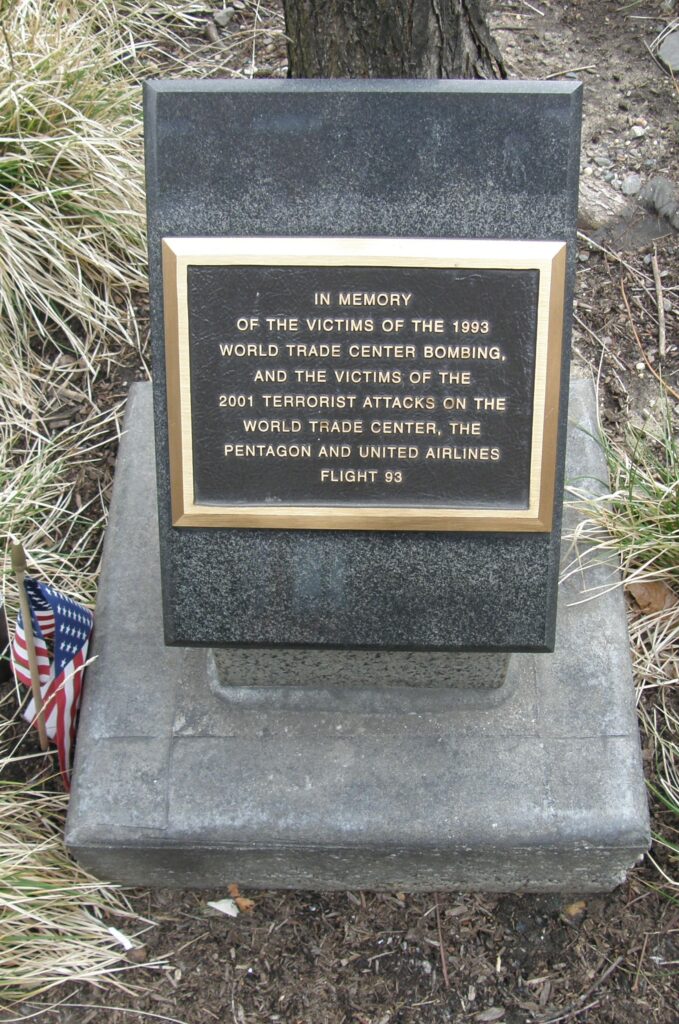 IN MEMORY
OF THE VICTIMS OF THE 1993
WORLD TRADE CENTER BOMBING,
AND THE VICTIMS OF THE
2001 TERRORIST ATTACKS ON THE
WORLD TRADE CENTER, THE
PENTAGON AND UNITED AIRLINES
FLIGHT 93